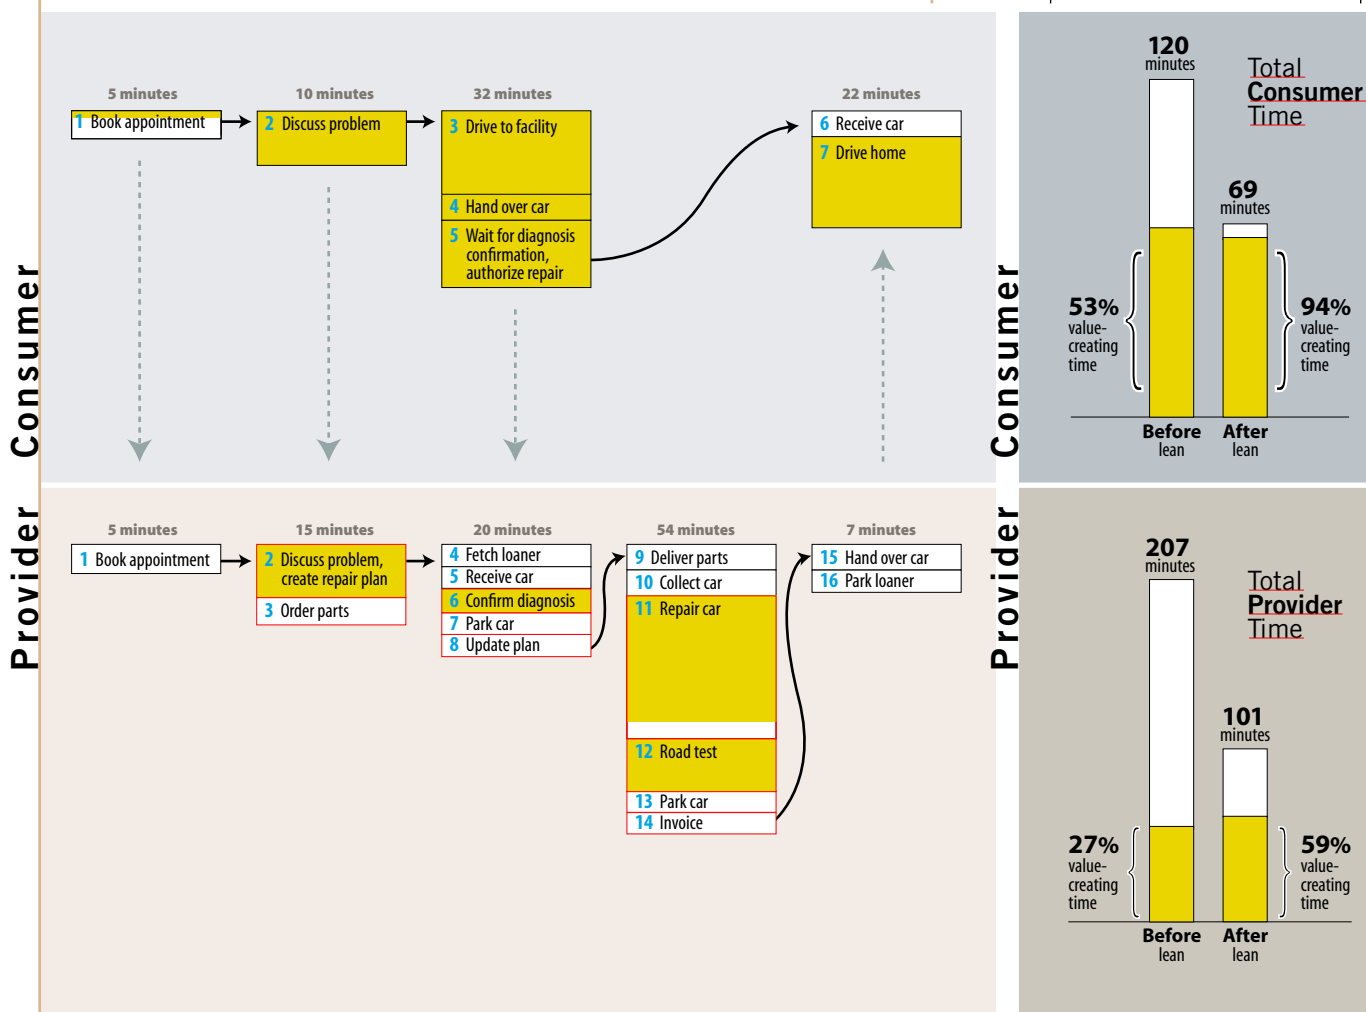 Consumer
5 minutes
1 Book appointment
10 minutes
2 Discuss problem
32 minutes
3 Drive to facility
4 Hand over car
5 Wait for diagnosis
confirmation,
authorize repair
22 minutes
6 Receive car
7 Drive home
Provider
5 minutes
1 Book appointment
15 minutes
2 Discuss problem,
create repair plan
3 Order parts
20 minutes
4 Fetch loaner
5 Receive car
6 Confirm diagnosis
7 Park car
8 Update plan
54 minutes
9 Deliver parts
10 Collect car
11 Repair car
12 Road test
13 Park car
14 Invoice
7 minutes
15 Hand over car
16 Park loaner
Consumer
Total
Consumer
Time
120
minutes
69
minutes
53%
value-
creating
time
94%
value-
creating
time
Before
lean
After
lean
Provider
Total
Provider
Time
207
minutes
101
minutes
27%
value-
creating
time
59%
value-
creating
time
Before
lean
After
lean